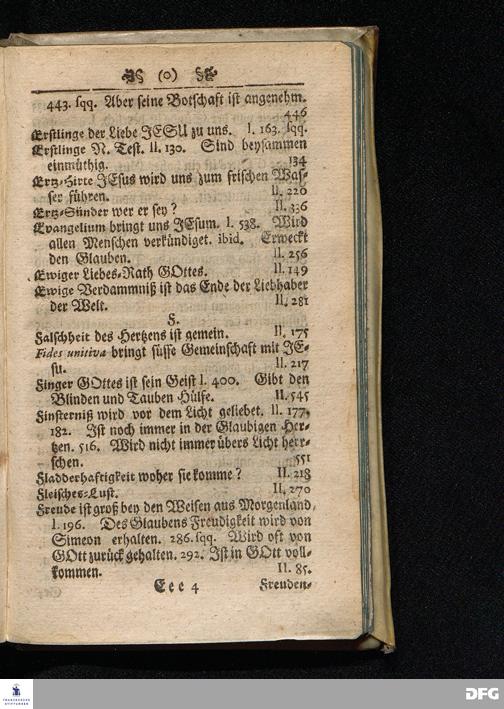 (o)
443. sqq. Aber seine Botschaft ist angenehm.
446
Erstlinge der Liebe JESU zu uns. I. 163. sqq.
Erstlinge N. Test. II. 130. Sind beysammen
einmüthig. 134
Ertz-Hirte JEsus wird uns zum frischen Was-
ser führen. II. 220
Ertz-Sünder wer er sey? II. 336
Evangelium bringt uns JEsum. I. 538. Wird
allen Menschen verkündiget. ibid. Erweckt
den Glauben. II. 256
Ewiger Liebes-Rath GOttes. II. 149
Ewige Verdammniß ist das Ende der Liebhaber
der Welt. II. 281
F.
Falschheit des Hertzens ist gemein. II. 175
Fides unitiva bringt süsse Gemeinschaft mit JE-
su. II. 217
Finger GOttes ist sein Geist I. 400. Gibt den
Blinden und Tauben Hülfe. II. 545
Finsterniß wird vor dem Licht geliebet. II. 177.
182. Ist noch immer in der Glaubigen Her-
tzen. 516. Wird nicht immer übers Licht herr-
schen. 551
Fladderhaftigkeit woher sie komme? II. 218
Fleisches-Lust. II. 270
Freude ist groß bey den Weisen aus Morgenland,
I. 196. Des Glaubens Freudigkeit wird von
Simeon erhalten. 286. sqq. Wird oft von
GOtt zurück gehalten. 292. Ist in GOtt voll-
kommen. II. 85.
Eee 4 Freuden-
FRANCKESCHE
STIFTUNGEN
DFG